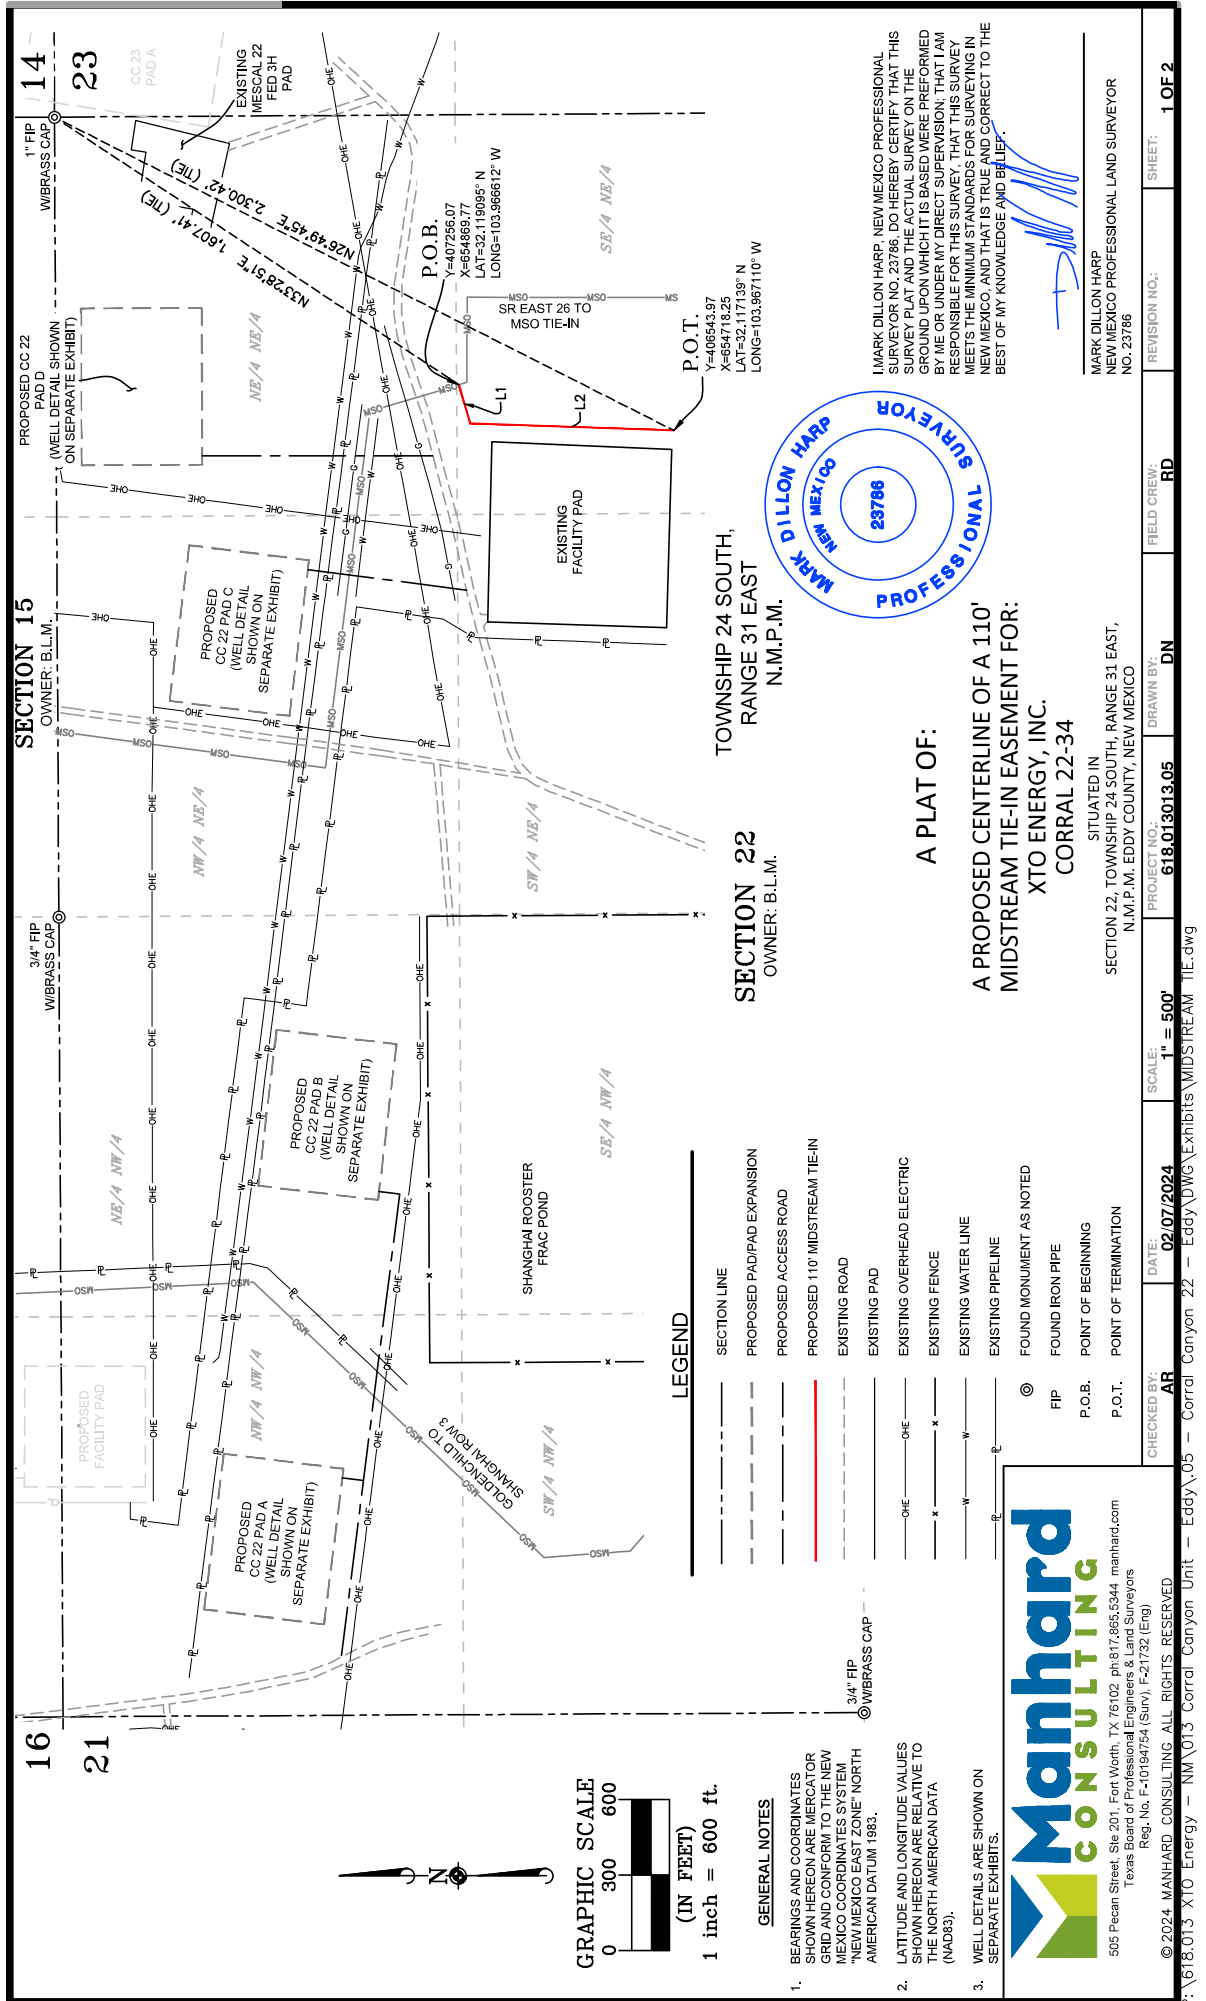 16
21
SECTION 15
OWNER: B.L.M.
14
23
3/4" FIP
W/BRASS CAP
1" FIP
W/BRASS CAP
CC 23
PAD A
EXISTING
MESCAL 22
FED 3H
PAD
PROPOSED CC 22
PAD D
(WELL DETAIL SHOWN
ON SEPARATE EXHIBIT)
PROPOSED
FACILITY PAD
NE/4 NW/4
NW/4 NE/4
NE/4 NE/4
NW/4 NW/4
N33°28'51"E
1,607.41' (TIE)
N26°49'45"E
2,300.42' (TIE)
PROPOSED
CC 22 PAD C
(WELL DETAIL
SHOWN ON
SEPARATE EXHIBIT)
PROPOSED
CC 22 PAD B
(WELL DETAIL
SHOWN ON
SEPARATE EXHIBIT)
PROPOSED
CC 22 PAD A
(WELL DETAIL
SHOWN ON
SEPARATE EXHIBIT)
GOLDENCHILD TO
SHANGHAI ROW 3
P.O.B.
Y=407256.07
X=654869.77
LAT=32.119095° N
LONG=103.966612° W
SR EAST 26 TO
MSO TIE-IN
L1
L2
P.O.T.
Y=406543.97
X=654718.25
LAT=32.117139° N
LONG=103.967110° W
EXISTING
FACILITY PAD
SHANGHAI ROOSTER
FRAC POND
SW/4 NW/4
SE/4 NW/4
SW/4 NE/4
SE/4 NE/4
OHE
MSO
PL
W
G
X
3/4" FIP
W/BRASS CAP
SECTION 22
OWNER: B.L.M.
TOWNSHIP 24 SOUTH,
RANGE 31 EAST
N.M.P.M.
N
GRAPHIC SCALE
0 300 600
(IN FEET)
1 inch = 600 ft.
GENERAL NOTES
1. BEARINGS AND COORDINATES
SHOWN HEREON ARE MERCATOR
GRID AND CONFORM TO THE NEW
MEXICO COORDINATES SYSTEM
"NEW MEXICO EAST ZONE" NORTH
AMERICAN DATUM 1983.
2. LATITUDE AND LONGITUDE VALUES
SHOWN HEREON ARE RELATIVE TO
THE NORTH AMERICAN DATA
(NAD83).
3. WELL DETAILS ARE SHOWN ON
SEPARATE EXHIBITS.
LEGEND
SECTION LINE
PROPOSED PAD/PAD EXPANSION
PROPOSED ACCESS ROAD
PROPOSED 110' MIDSTREAM TIE-IN
EXISTING ROAD
EXISTING PAD
EXISTING OVERHEAD ELECTRIC
EXISTING FENCE
EXISTING WATER LINE
EXISTING PIPELINE
FOUND MONUMENT AS NOTED
FIP FOUND IRON PIPE
P.O.B. POINT OF BEGINNING
P.O.T. POINT OF TERMINATION
A PLAT OF:
A PROPOSED CENTERLINE OF A 110'
MIDSTREAM TIE-IN EASEMENT FOR:
XTO ENERGY, INC.
CORRAL 22-34
SITUATED IN
SECTION 22, TOWNSHIP 24 SOUTH, RANGE 31 EAST,
N.M.P.M. EDDY COUNTY, NEW MEXICO
MARK DILLON HARP
NEW MEXICO
23786
PROFESSIONAL SURVEYOR
I,MARK DILLON HARP, NEW MEXICO PROFESSIONAL
SURVEYOR NO. 23786, DO HEREBY CERTIFY THAT THIS
SURVEY PLAT AND THE ACTUAL SURVEY ON THE
GROUND UPON WHICH IT IS BASED WERE PREFORMED
BY ME OR UNDER MY DIRECT SUPERVISION; THAT I AM
RESPONSIBLE FOR THIS SURVEY, THAT THIS SURVEY
MEETS THE MINIMUM STANDARDS FOR SURVEYING IN
NEW MEXICO, AND THAT IS TRUE AND CORRECT TO THE
BEST OF MY KNOWLEDGE AND BELIEF.
MARK DILLON HARP
NEW MEXICO PROFESSIONAL LAND SURVEYOR
NO. 23786
Manhard
CONSULTING
505 Pecan Street, Ste 201, Fort Worth, TX 76102 ph:817.865.5344 manhard.com
Texas Board of Professional Engineers & Land Surveyors
Reg. No. F-10194754 (Surv), F-21732 (Eng)
© 2024 MANHARD CONSULTING ALL RIGHTS RESERVED
CHECKED BY: AR
DATE: 02/07/2024
SCALE: 1" = 500'
PROJECT NO.: 618.013013.05
DRAWN BY: DN
FIELD CREW: RD
REVISION NO.:
SHEET: 1 OF 2
:\618.013 XTO Energy – NM\013 Corral Canyon Unit – Eddy\.05 – Corral Canyon 22 – Eddy\DWG\Exhibits\MIDSTREAM TIE.dwg